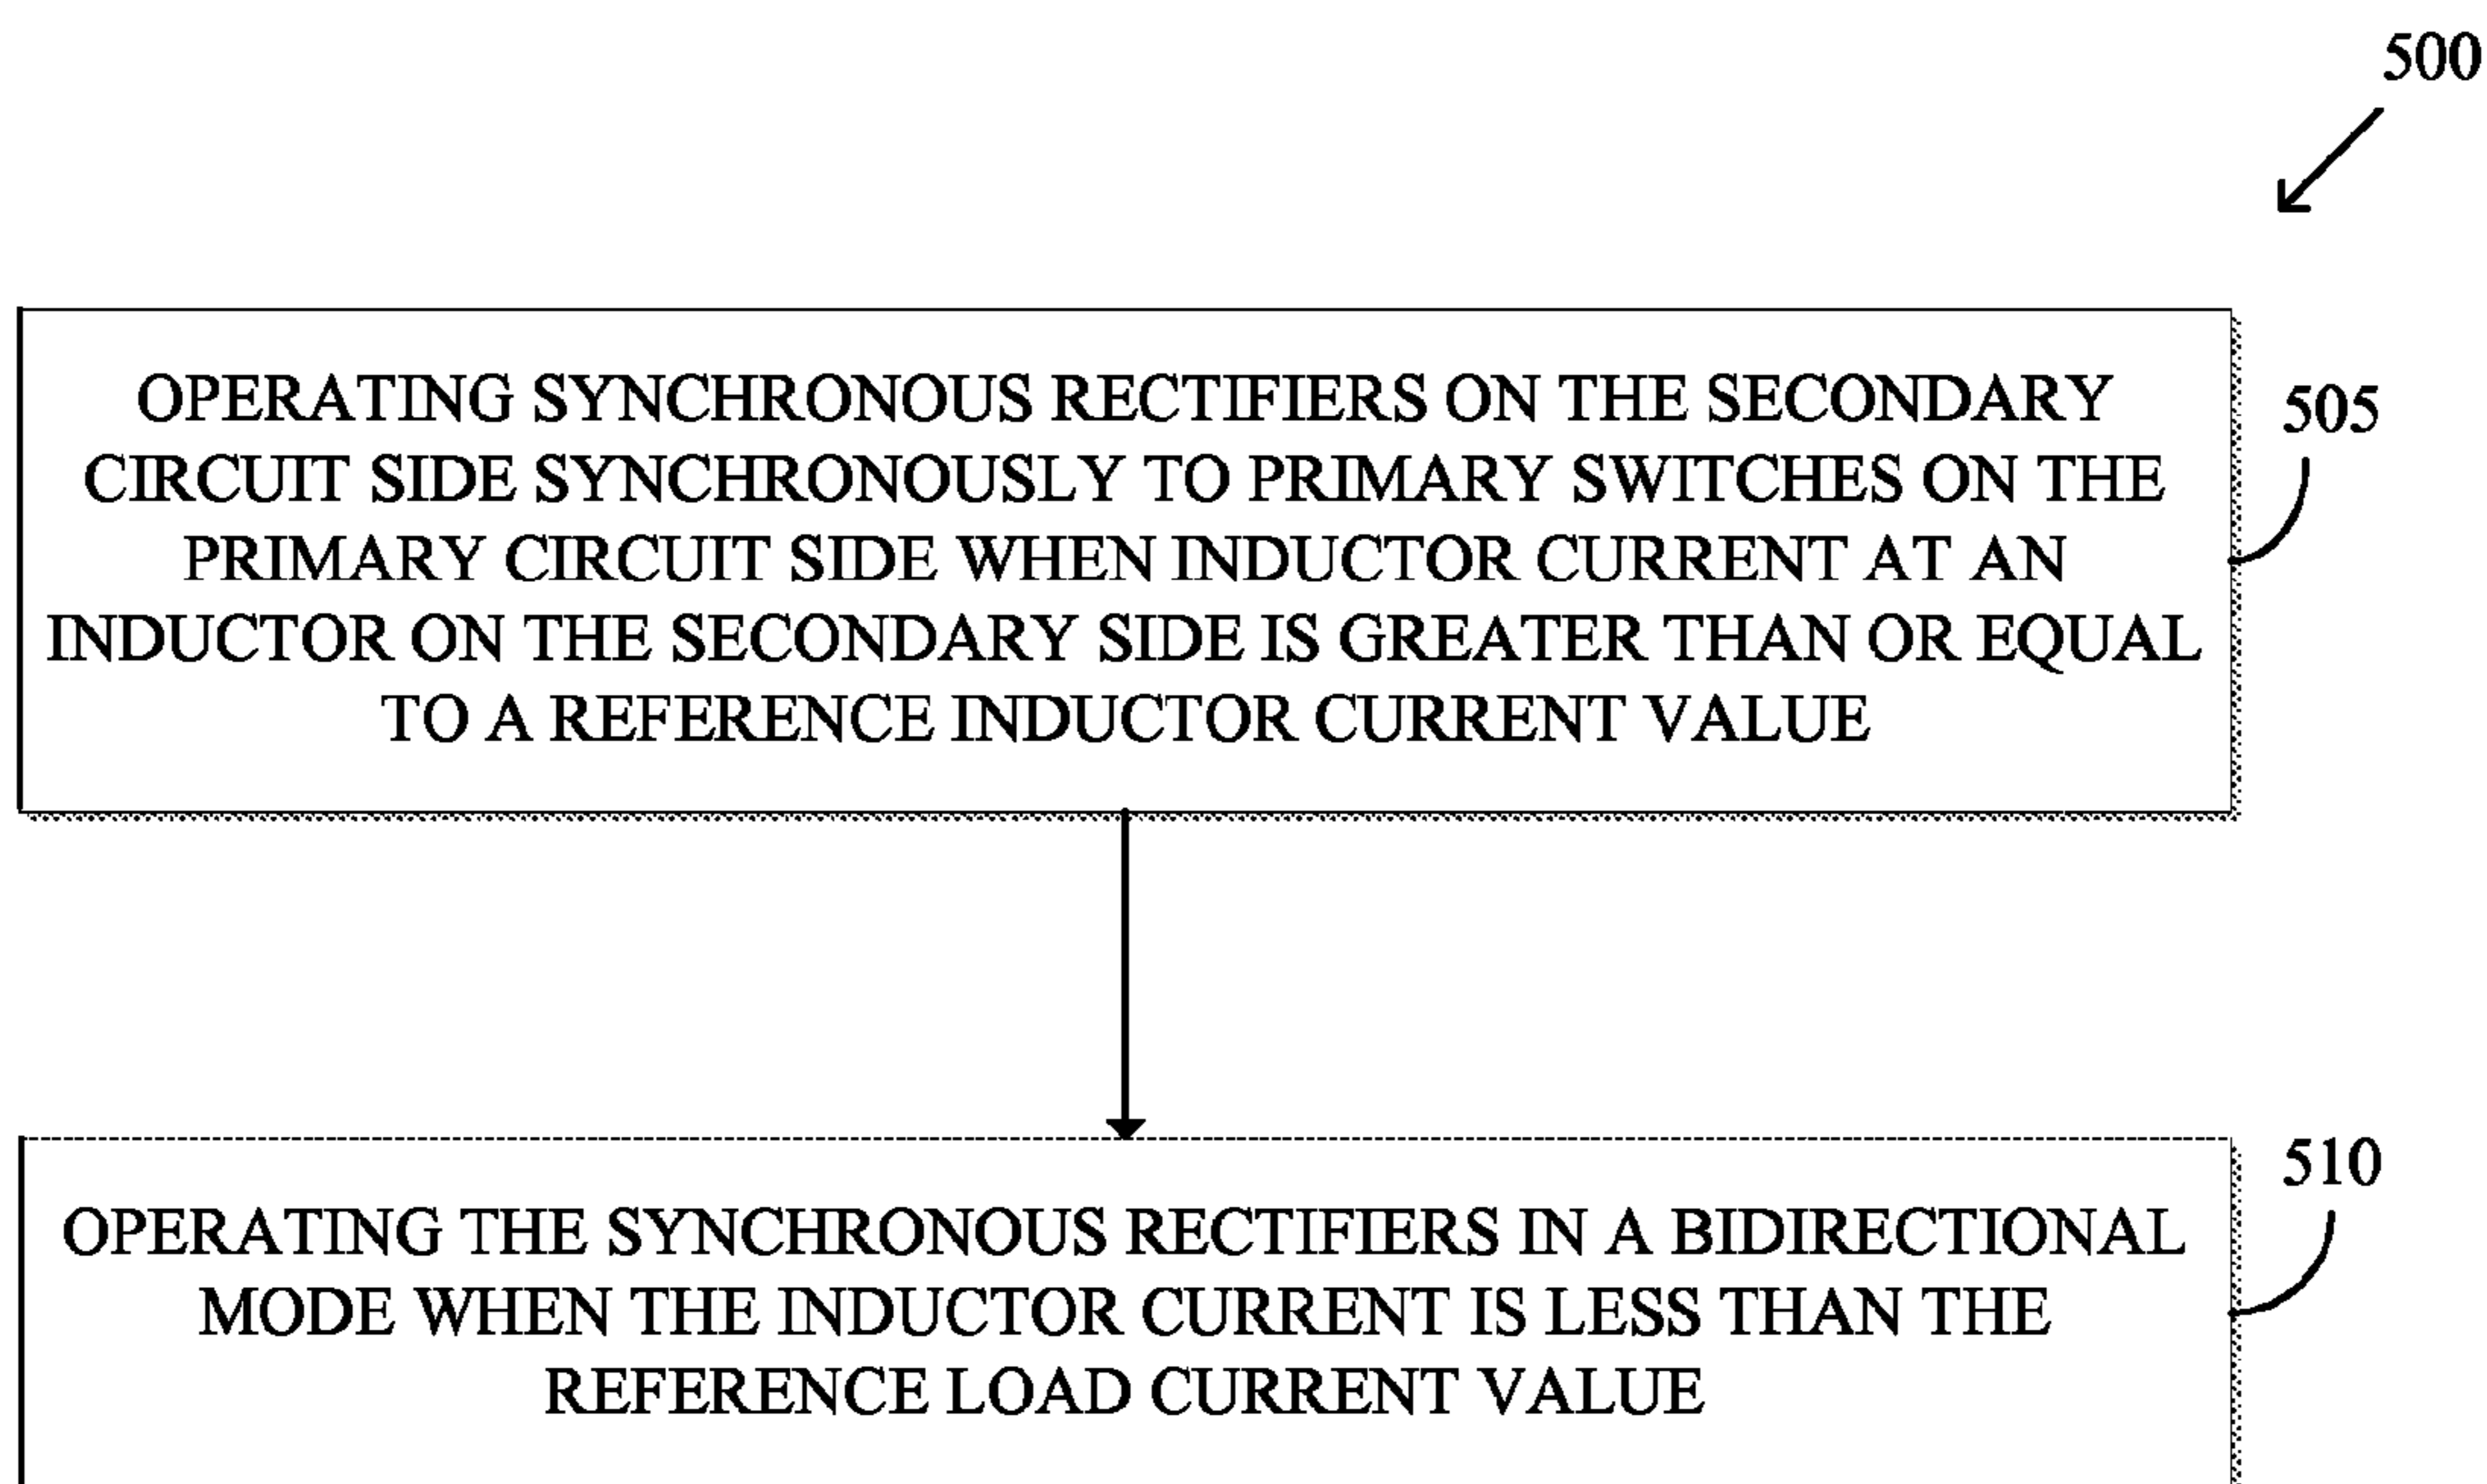 500
OPERATING SYNCHRONOUS RECTIFIERS ON THE SECONDARY
CIRCUIT SIDE SYNCHRONOUSLY TO PRIMARY SWITCHES ON THE
PRIMARY CIRCUIT SIDE WHEN INDUCTOR CURRENT AT AN
INDUCTOR ON THE SECONDARY SIDE IS GREATER THAN OR EQUAL
TO A REFERENCE INDUCTOR CURRENT VALUE
505
OPERATING THE SYNCHRONOUS RECTIFIERS IN A BIDIRECTIONAL
MODE WHEN THE INDUCTOR CURRENT IS LESS THAN THE
REFERENCE LOAD CURRENT VALUE
510